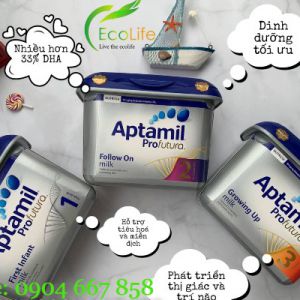 EcoLife
Live the ecolife
Nhiều hơn
33% DHA
Dinh
dưỡng
tối ưu
Aptamil
Profutura
Follow On
milk
2
Aptamil
Profutura
1
First Infant
milk
Aptamil
Profutura
Growing Up
milk
3
Hỗ trợ
tiêu hoá
và miễn
dịch
Phát triển
thị giác và
trí não
: 0904 667 858